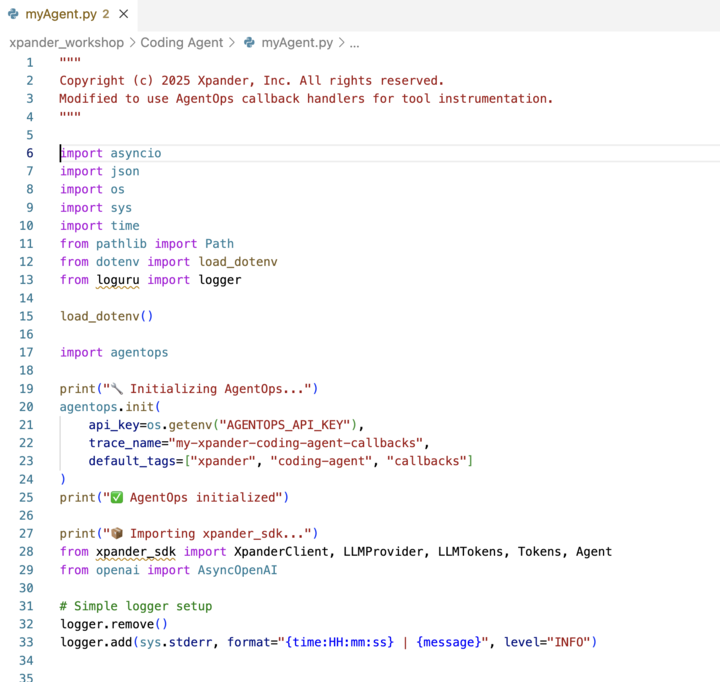 myAgent.py 2 ×
xpander_workshop > Coding Agent > myAgent.py > ...
1 """
2 Copyright (c) 2025 Xpander, Inc. All rights reserved.
3 Modified to use AgentOps callback handlers for tool instrumentation.
4 """
5
6 import asyncio
7 import json
8 import os
9 import sys
10 import time
11 from pathlib import Path
12 from dotenv import load_dotenv
13 from loguru import logger
14
15 load_dotenv()
16
17 import agentops
18
19 print("🔧 Initializing AgentOps...")
20 agentops.init(
21     api_key=os.getenv("AGENTOPS_API_KEY"),
22     trace_name="my-xpander-coding-agent-callbacks",
23     default_tags=["xpander", "coding-agent", "callbacks"]
24 )
25 print("✅ AgentOps initialized")
26
27 print("📦 Importing xpander_sdk...")
28 from xpander_sdk import XpanderClient, LLMProvider, LLMTokens, Tokens, Agent
29 from openai import AsyncOpenAI
30
31 # Simple logger setup
32 logger.remove()
33 logger.add(sys.stderr, format="{time:HH:mm:ss} | {message}", level="INFO")
34
35